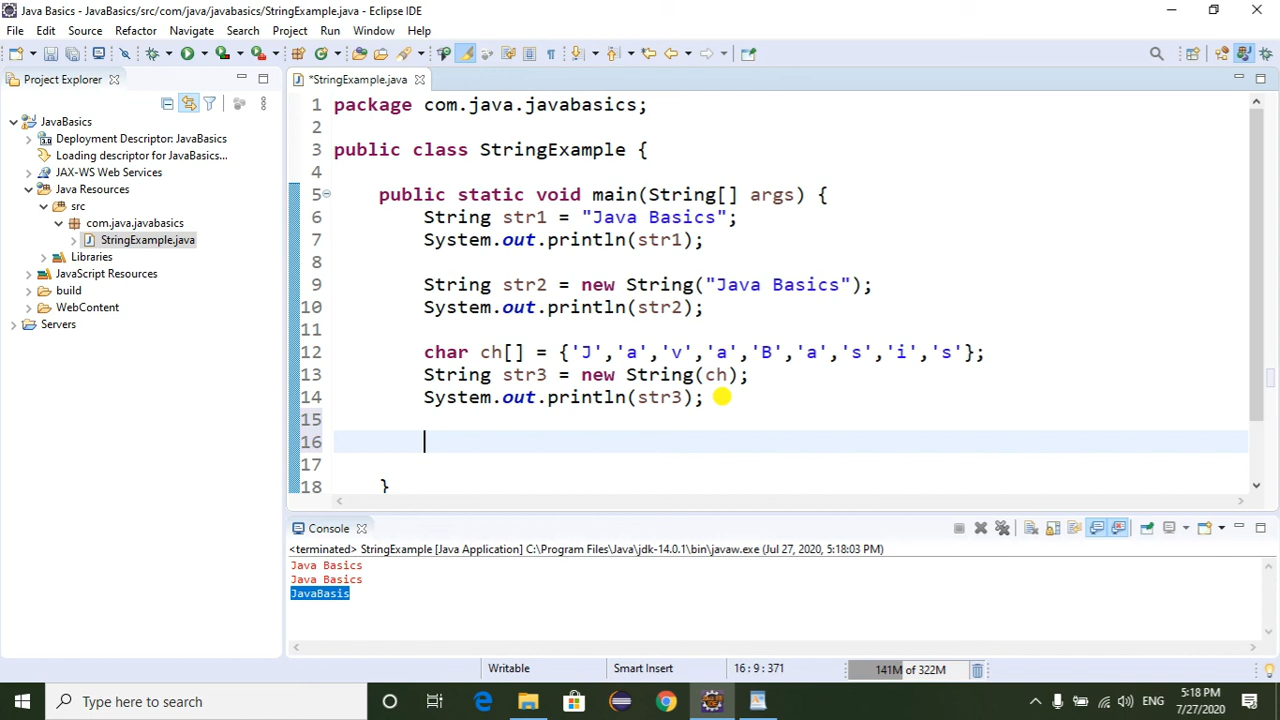 Java Basics - JavaBasics/src/com/java/javabasics/StringExample.java - Eclipse IDE
File Edit Source Refactor Navigate Search Project Run Window Help
Project Explorer
*StringExample.java
JavaBasics
Deployment Descriptor: JavaBasics
Loading descriptor for JavaBasics...
JAX-WS Web Services
Java Resources
src
com.java.javabasics
StringExample.java
Libraries
JavaScript Resources
build
WebContent
Servers
1 package com.java.javabasics;
2
3 public class StringExample {
4
5 public static void main(String[] args) {
6 String str1 = "Java Basics";
7 System.out.println(str1);
8
9 String str2 = new String("Java Basics");
10 System.out.println(str2);
11
12 char ch[] = {'J','a','v','a','B','a','s','i','s'};
13 String str3 = new String(ch);
14 System.out.println(str3);
15
16
17
18 }
Console
<terminated> StringExample [Java Application] C:\Program Files\Java\jdk-14.0.1\bin\javaw.exe (Jul 27, 2020, 5:18:03 PM)
Java Basics
Java Basics
JavaBasis
Writable Smart Insert 16 : 9 : 371 141M of 322M
Type here to search
ENG
5:18 PM
7/27/2020